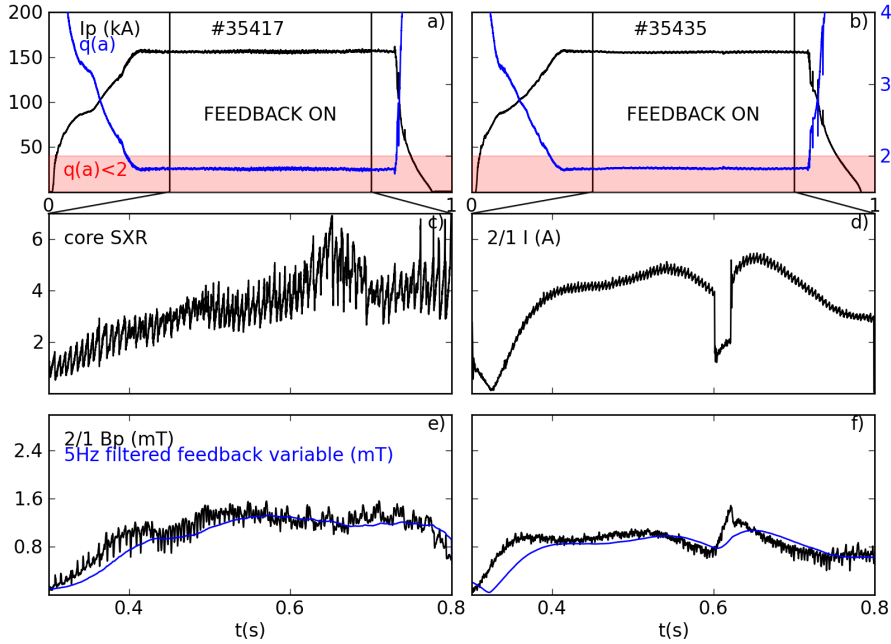 200
150
100
50
Ip (kA)
q(a)
#35417
a)
FEEDBACK ON
q(a)<2
0
1
#35435
b)
FEEDBACK ON
4
3
2
0
1
6
4
2
core SXR
c)
2/1 I (A)
d)
2.4
1.6
0.8
2/1 Bp (mT)
5Hz filtered feedback variable (mT)
e)
f)
0.4
0.6
0.8
t(s)
0.4
0.6
0.8
t(s)